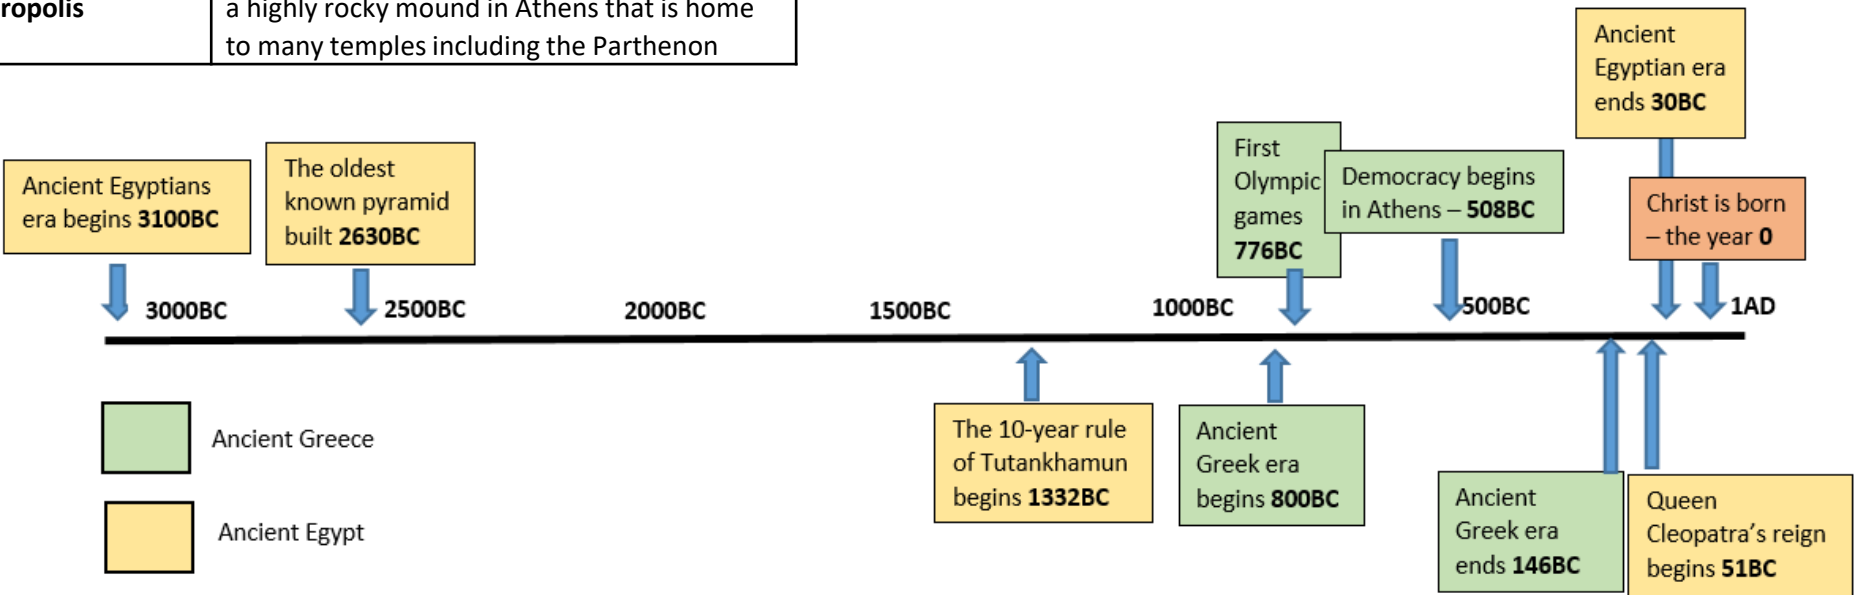 ropolis
a highly rocky mound in Athens that is home
to many temples including the Parthenon
Ancient
Egyptian era
ends 30BC
First
Olympic
games
776BC
Democracy begins
in Athens – 508BC
The oldest
known pyramid
built 2630BC
Ancient Egyptians
era begins 3100BC
Christ is born
– the year 0
3000BC
2500BC
2000BC
1500BC
1000BC
500BC
1AD
The 10-year rule
of Tutankhamun
begins 1332BC
Ancient
Greek era
begins 800BC
Ancient
Greek era
ends 146BC
Queen
Cleopatra’s reign
begins 51BC
Ancient Greece
Ancient Egypt